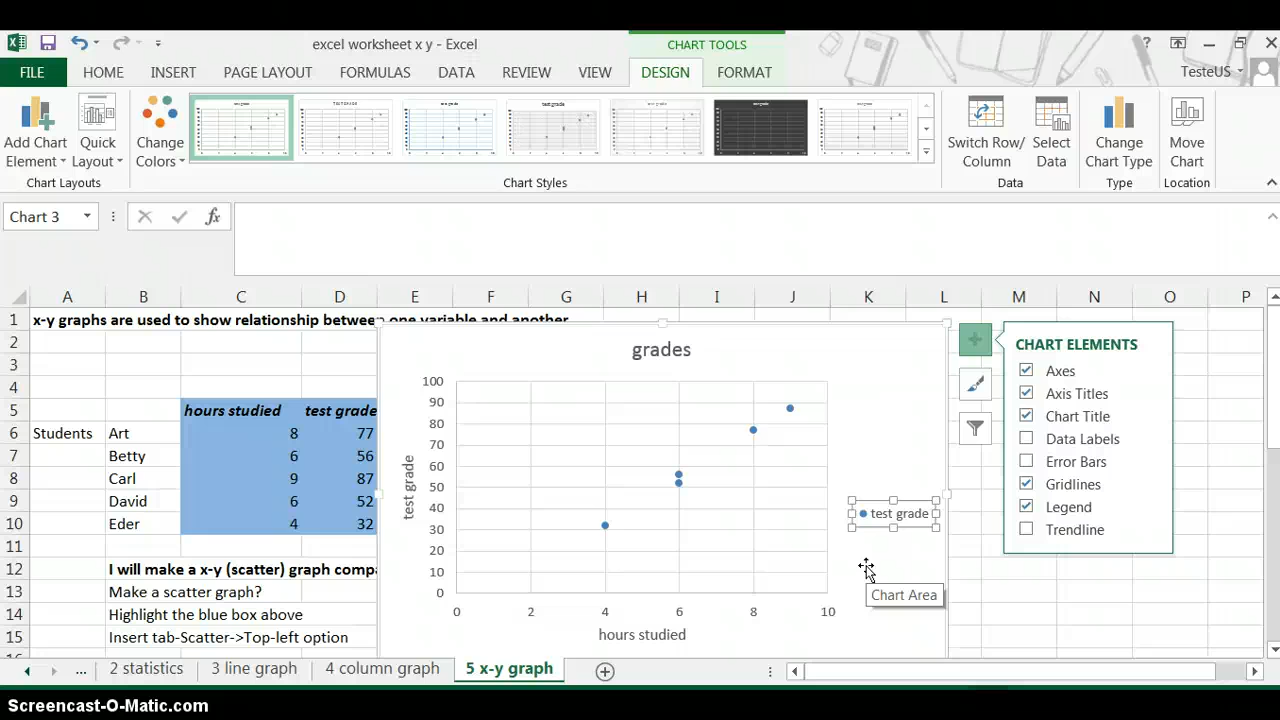 excel worksheet x y - Excel
CHART TOOLS
?
FILE HOME INSERT PAGE LAYOUT FORMULAS DATA REVIEW VIEW DESIGN FORMAT TesteUS
Add Chart Element
Quick Layout
Change Colors
Switch Row/ Column
Select Data
Change Chart Type
Move Chart
Chart Layouts
Chart Styles
Data
Type
Location
Chart 3
fx
A B C D E F G H I J K L M N O P
1 x-y graphs are used to show relationship between one variable and another
2
3
4
5 hours studied test grade
6 Students Art 8 77
7 Betty 6 56
8 Carl 9 87
9 David 6 52
10 Eder 4 32
11
12 I will make a x-y (scatter) graph compa
13 Make a scatter graph?
14 Highlight the blue box above
15 Insert tab-Scatter->Top-left option
16
grades
100
90
80
70
60
50
40
30
20
10
0
0 2 4 6 8 10
test grade
hours studied
test grade
Chart Area
CHART ELEMENTS
Axes
Axis Titles
Chart Title
Data Labels
Error Bars
Gridlines
Legend
Trendline
... 2 statistics 3 line graph 4 column graph 5 x-y graph
Screencast-O-Matic.com